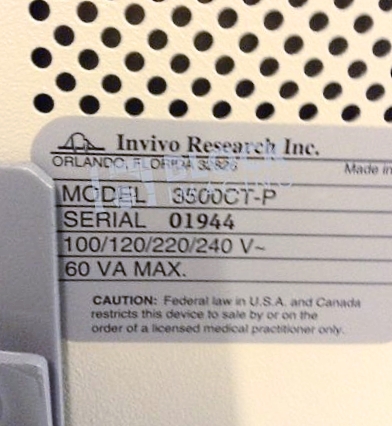 Invivo Research Inc.
ORLANDO, FLORIDA 32826
Made in
MODEL 3500CT-P
SERIAL 01944
100/120/220/240 V~
60 VA MAX.
CAUTION: Federal law in U.S.A. and Canada
restricts this device to sale by or on the
order of a licensed medical practitioner only.